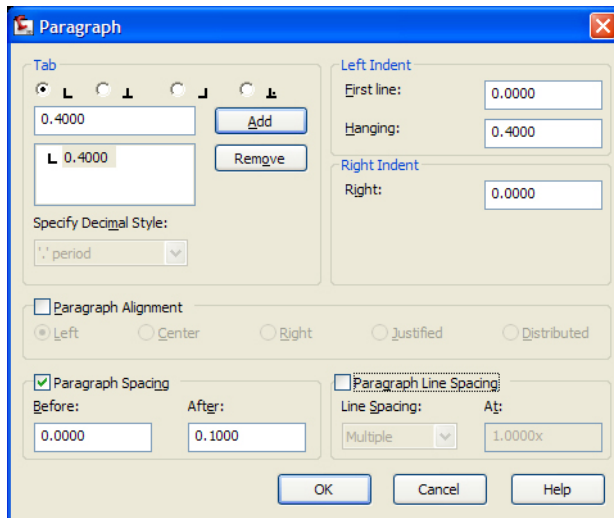 Paragraph
Tab
0.4000
Add
0.4000
Remove
Specify Decimal Style:
'.' period
Left Indent
First line: 0.0000
Hanging: 0.4000
Right Indent
Right: 0.0000
Paragraph Alignment
Left Center Right Justified Distributed
Paragraph Spacing
Before: After:
0.0000 0.1000
Paragraph Line Spacing
Line Spacing: At:
Multiple 1.0000x
OK Cancel Help